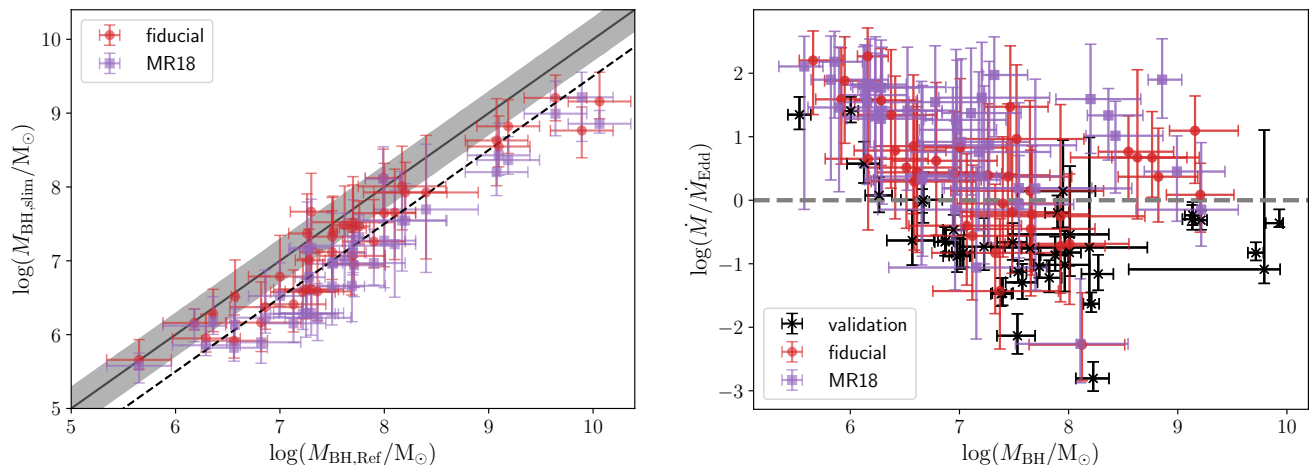 fiducial
MR18
log(M_BH,slim/M_⊙)
10
9
8
7
6
5
5 6 7 8 9 10
log(M_BH,Ref/M_⊙)
log(Ṁ/Ṁ_Edd)
2
1
0
−1
−2
−3
validation
fiducial
MR18
6 7 8 9 10
log(M_BH/M_⊙)